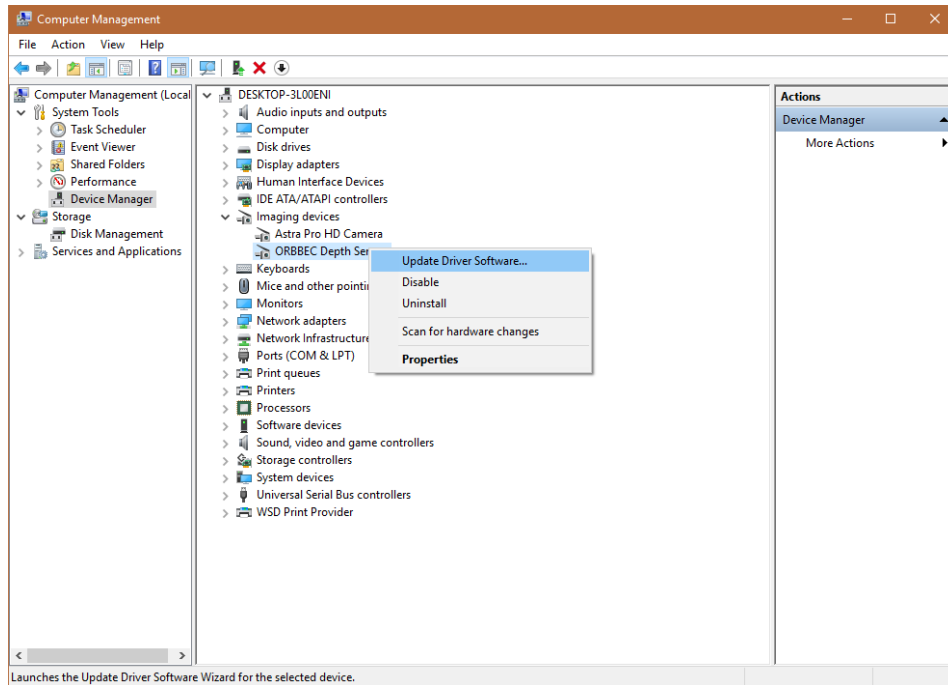 Computer Management
File Action View Help
Computer Management (Local
System Tools
Task Scheduler
Event Viewer
Shared Folders
Performance
Device Manager
Storage
Disk Management
Services and Applications
DESKTOP-3L00ENI
Audio inputs and outputs
Computer
Disk drives
Display adapters
Human Interface Devices
IDE ATA/ATAPI controllers
Imaging devices
Astra Pro HD Camera
ORBBEC Depth Ser
Keyboards
Mice and other pointi
Monitors
Network adapters
Network Infrastructure
Ports (COM & LPT)
Print queues
Printers
Processors
Software devices
Sound, video and game controllers
Storage controllers
System devices
Universal Serial Bus controllers
WSD Print Provider
Update Driver Software...
Disable
Uninstall
Scan for hardware changes
Properties
Actions
Device Manager
More Actions
Launches the Update Driver Software Wizard for the selected device.